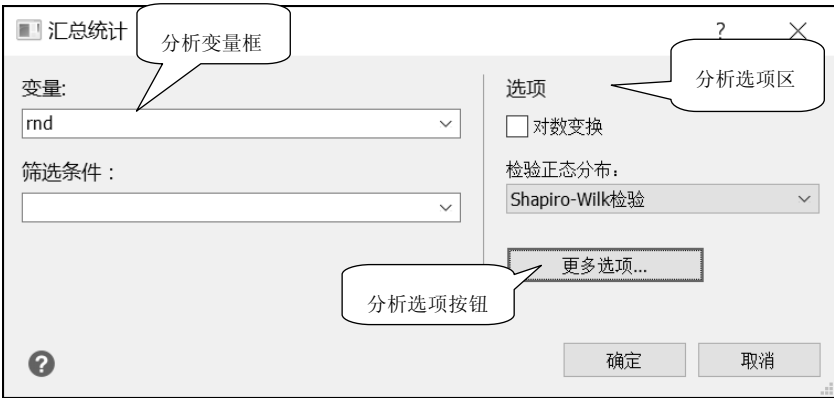 汇总统计
?
分析变量框
变量:
rnd
筛选条件：
选项
分析选项区
对数变换
检验正态分布：
Shapiro-Wilk检验
更多选项...
分析选项按钮
?
确定
取消